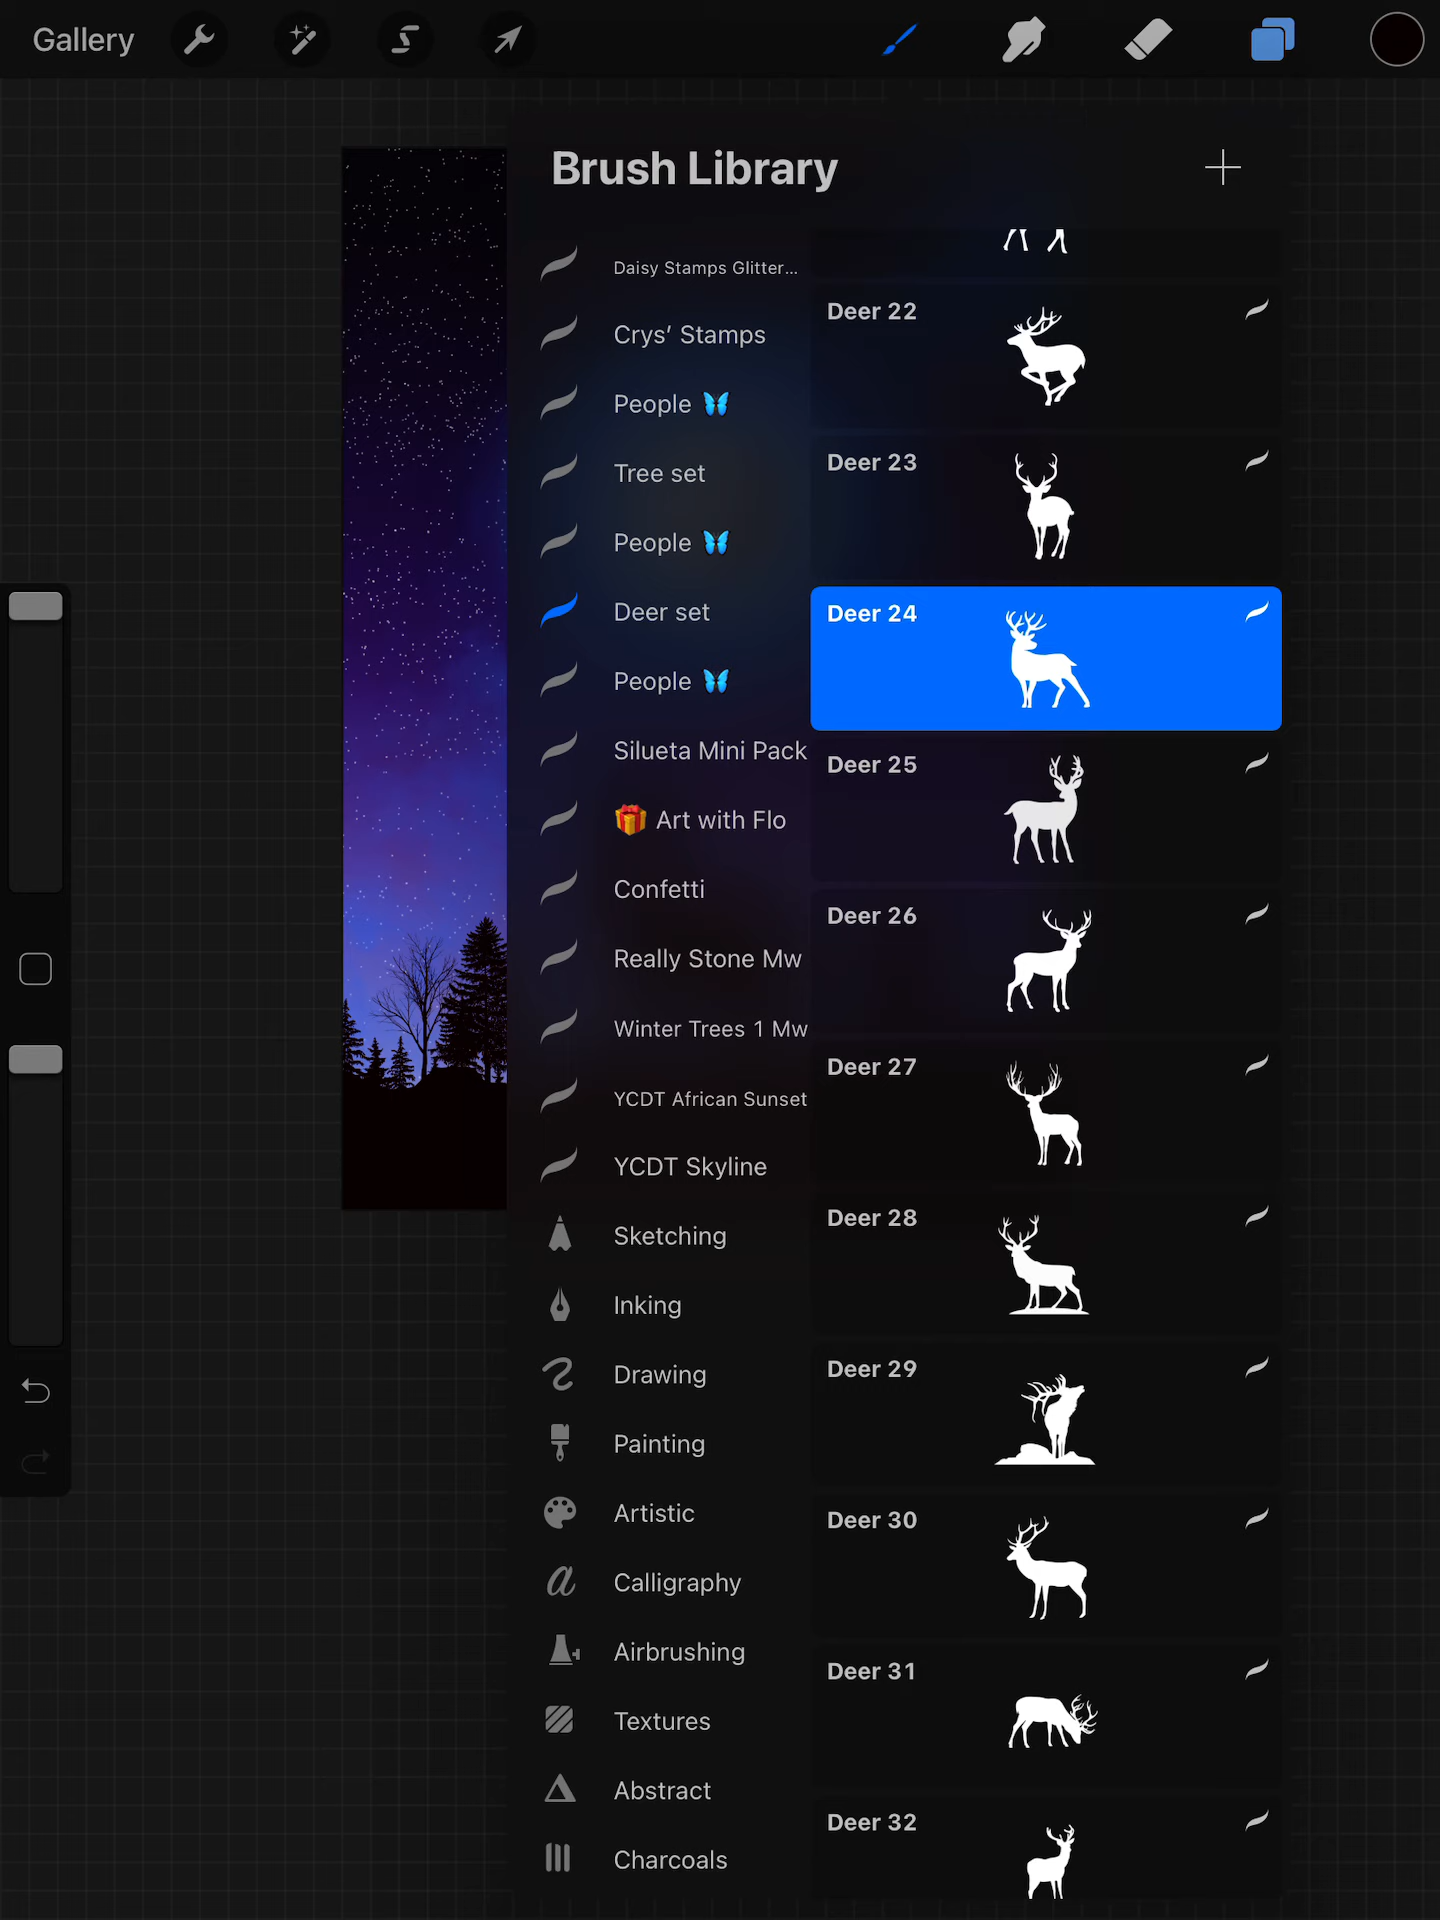 Gallery
Brush Library
Daisy Stamps Glitter...
Crys’ Stamps
People 🦋
Tree set
People 🦋
Deer set
People 🦋
Silueta Mini Pack
🎁 Art with Flo
Confetti
Really Stone Mw
Winter Trees 1 Mw
YCDT African Sunset
YCDT Skyline
Sketching
Inking
Drawing
Painting
Artistic
Calligraphy
Airbrushing
Textures
Abstract
Charcoals
Deer 22
Deer 23
Deer 24
Deer 25
Deer 26
Deer 27
Deer 28
Deer 29
Deer 30
Deer 31
Deer 32